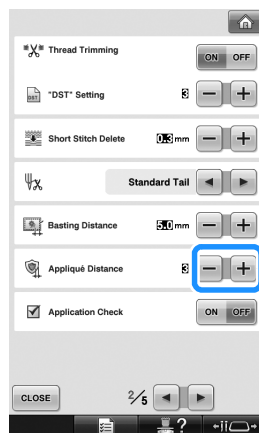 Thread Trimming ON OFF
DST "DST" Setting 3 − +
Short Stitch Delete 0.3 mm − +
Standard Tail
Basting Distance 5.0 mm − +
Appliqué Distance 3 − +
Application Check ON OFF
CLOSE 2/5
?